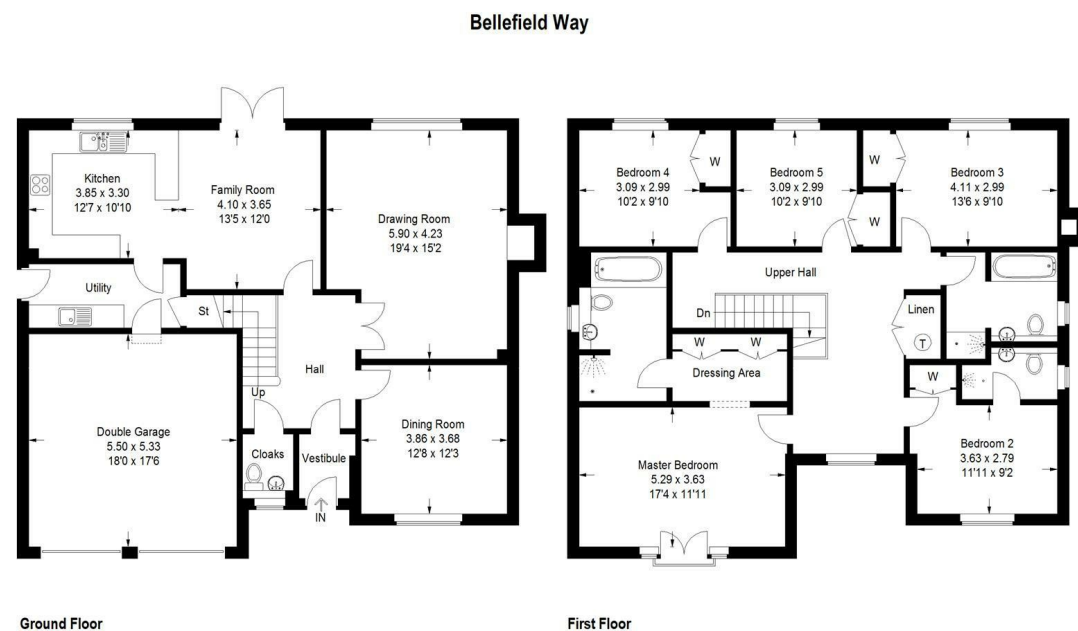 Bellefield Way
Kitchen
3.85 x 3.30
12'7 x 10'10
Family Room
4.10 x 3.65
13'5 x 12'0
Drawing Room
5.90 x 4.23
19'4 x 15'2
Utility
St
Up
Hall
Double Garage
5.50 x 5.33
18'0 x 17'6
Cloaks
Vestibule
IN
Dining Room
3.86 x 3.68
12'8 x 12'3
Ground Floor
Bedroom 4
3.09 x 2.99
10'2 x 9'10
W
Bedroom 5
3.09 x 2.99
10'2 x 9'10
W
W
Bedroom 3
4.11 x 2.99
13'6 x 9'10
Upper Hall
Dn
Linen
T
W
W
Dressing Area
W
Master Bedroom
5.29 x 3.63
17'4 x 11'11
Bedroom 2
3.63 x 2.79
11'11 x 9'2
First Floor